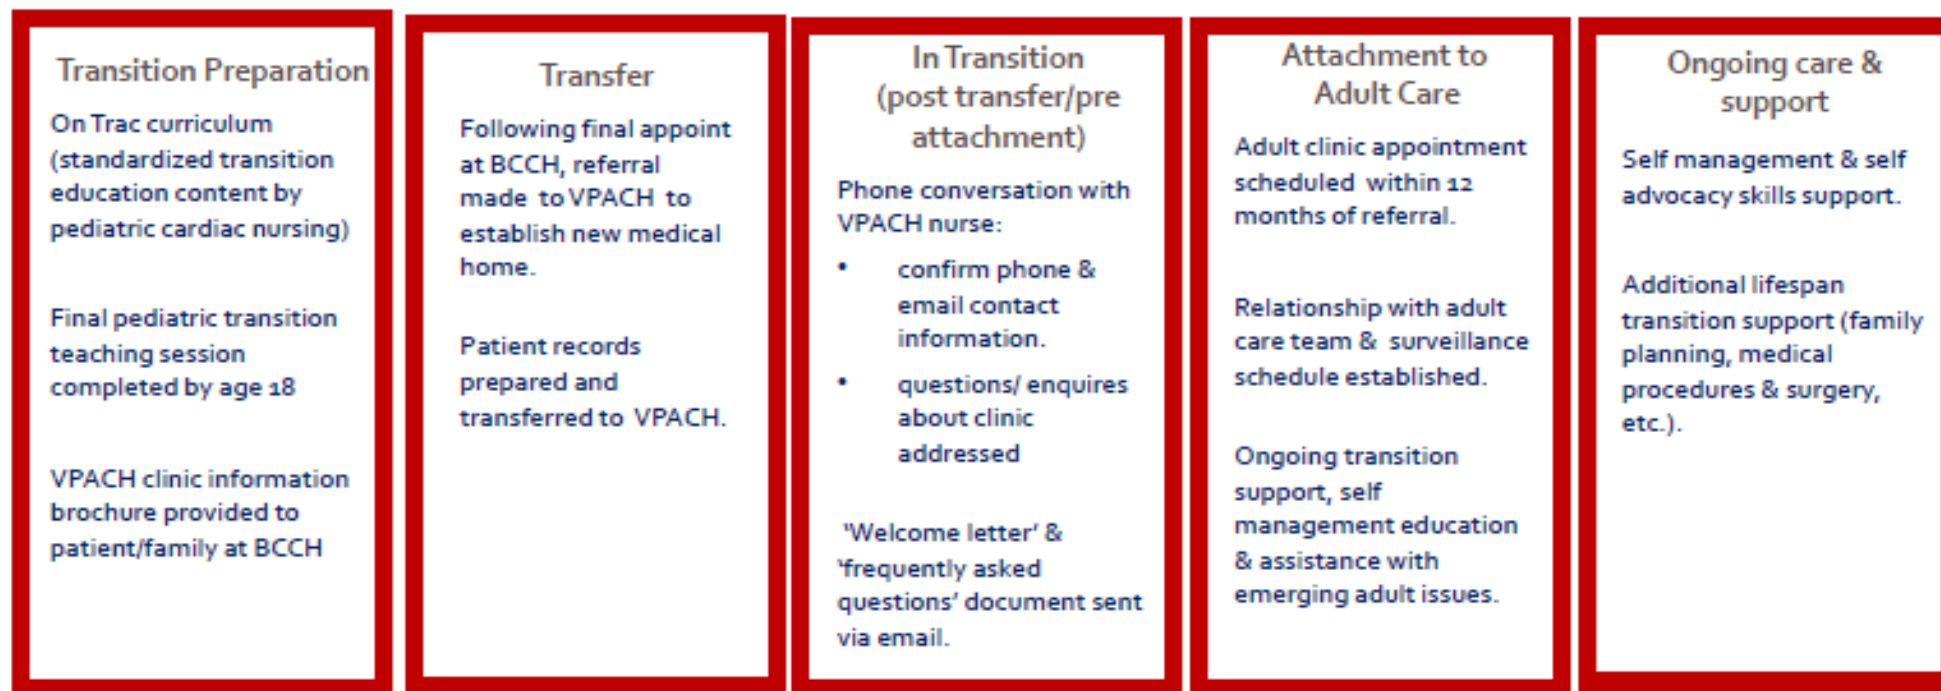 Transition Preparation
On Trac curriculum
(standardized transition
education content by
pediatric cardiac nursing)
Final pediatric transition
teaching session
completed by age 18
VPACH clinic information
brochure provided to
patient/family at BCCH
Transfer
Following final appoint
at BCCH, referral
made to VPACH to
establish new medical
home.
Patient records
prepared and
transferred to VPACH.
In Transition
(post transfer/pre
attachment)
Phone conversation with
VPACH nurse:
• confirm phone &
email contact
information.
• questions/ enquires
about clinic
addressed
‘Welcome letter’ &
‘frequently asked
questions’ document sent
via email.
Attachment to
Adult Care
Adult clinic appointment
scheduled within 12
months of referral.
Relationship with adult
care team & surveillance
schedule established.
Ongoing transition
support, self
management education
& assistance with
emerging adult issues.
Ongoing care &
support
Self management & self
advocacy skills support.
Additional lifespan
transition support (family
planning, medical
procedures & surgery,
etc.).